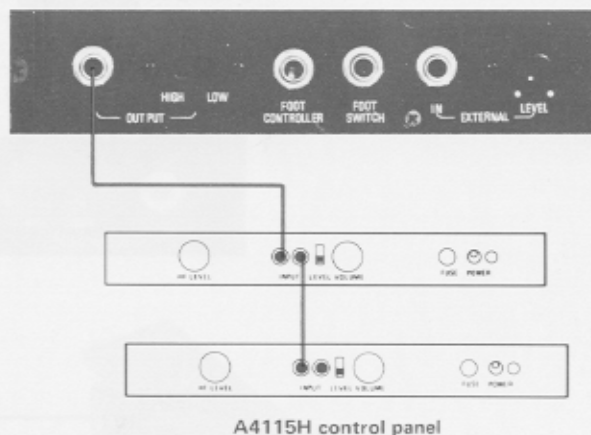 HIGH LOW
OUT PUT
FOOT CONTROLLER
FOOT SWITCH
IN EXTERNAL LEVEL
HF LEVEL INPUT LEVEL VOLUME FUSE POWER
HF LEVEL INPUT LEVEL VOLUME FUSE POWER
A4115H control panel